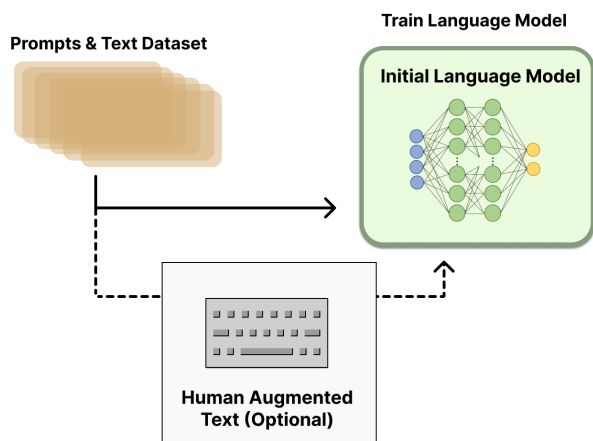 Train Language Model
Prompts & Text Dataset
Initial Language Model
Human Augmented
Text (Optional)